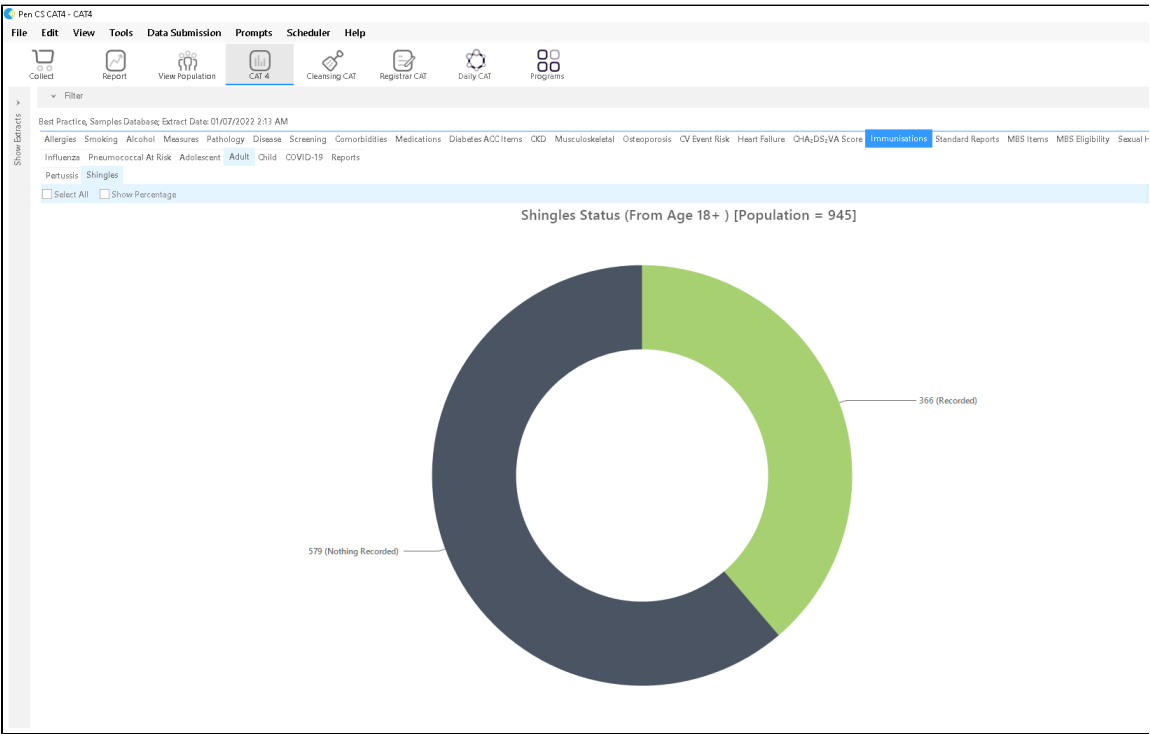 Pen CS CAT4 - CAT4
File Edit View Tools Data Submission Prompts Scheduler Help
Collect Report View Population CAT 4 Cleansing CAT Registrar CAT Daily CAT Programs
Filter
Show Extracts
Best Practice, Samples Database; Extract Date: 01/07/2022 2:13 AM
Allergies Smoking Alcohol Measures Pathology Disease Screening Comorbidities Medications Diabetes ACC Items CKD Musculoskeletal Osteoporosis CV Event Risk Heart Failure CHA₂DS₂VA Score Immunisations Standard Reports MBS Items MBS Eligibility Sexual H
Influenza Pneumococcal At Risk Adolescent Adult Child COVID-19 Reports
Pertussis Shingles
Select All Show Percentage
Shingles Status (From Age 18+ ) [Population = 945]
366 (Recorded)
579 (Nothing Recorded)